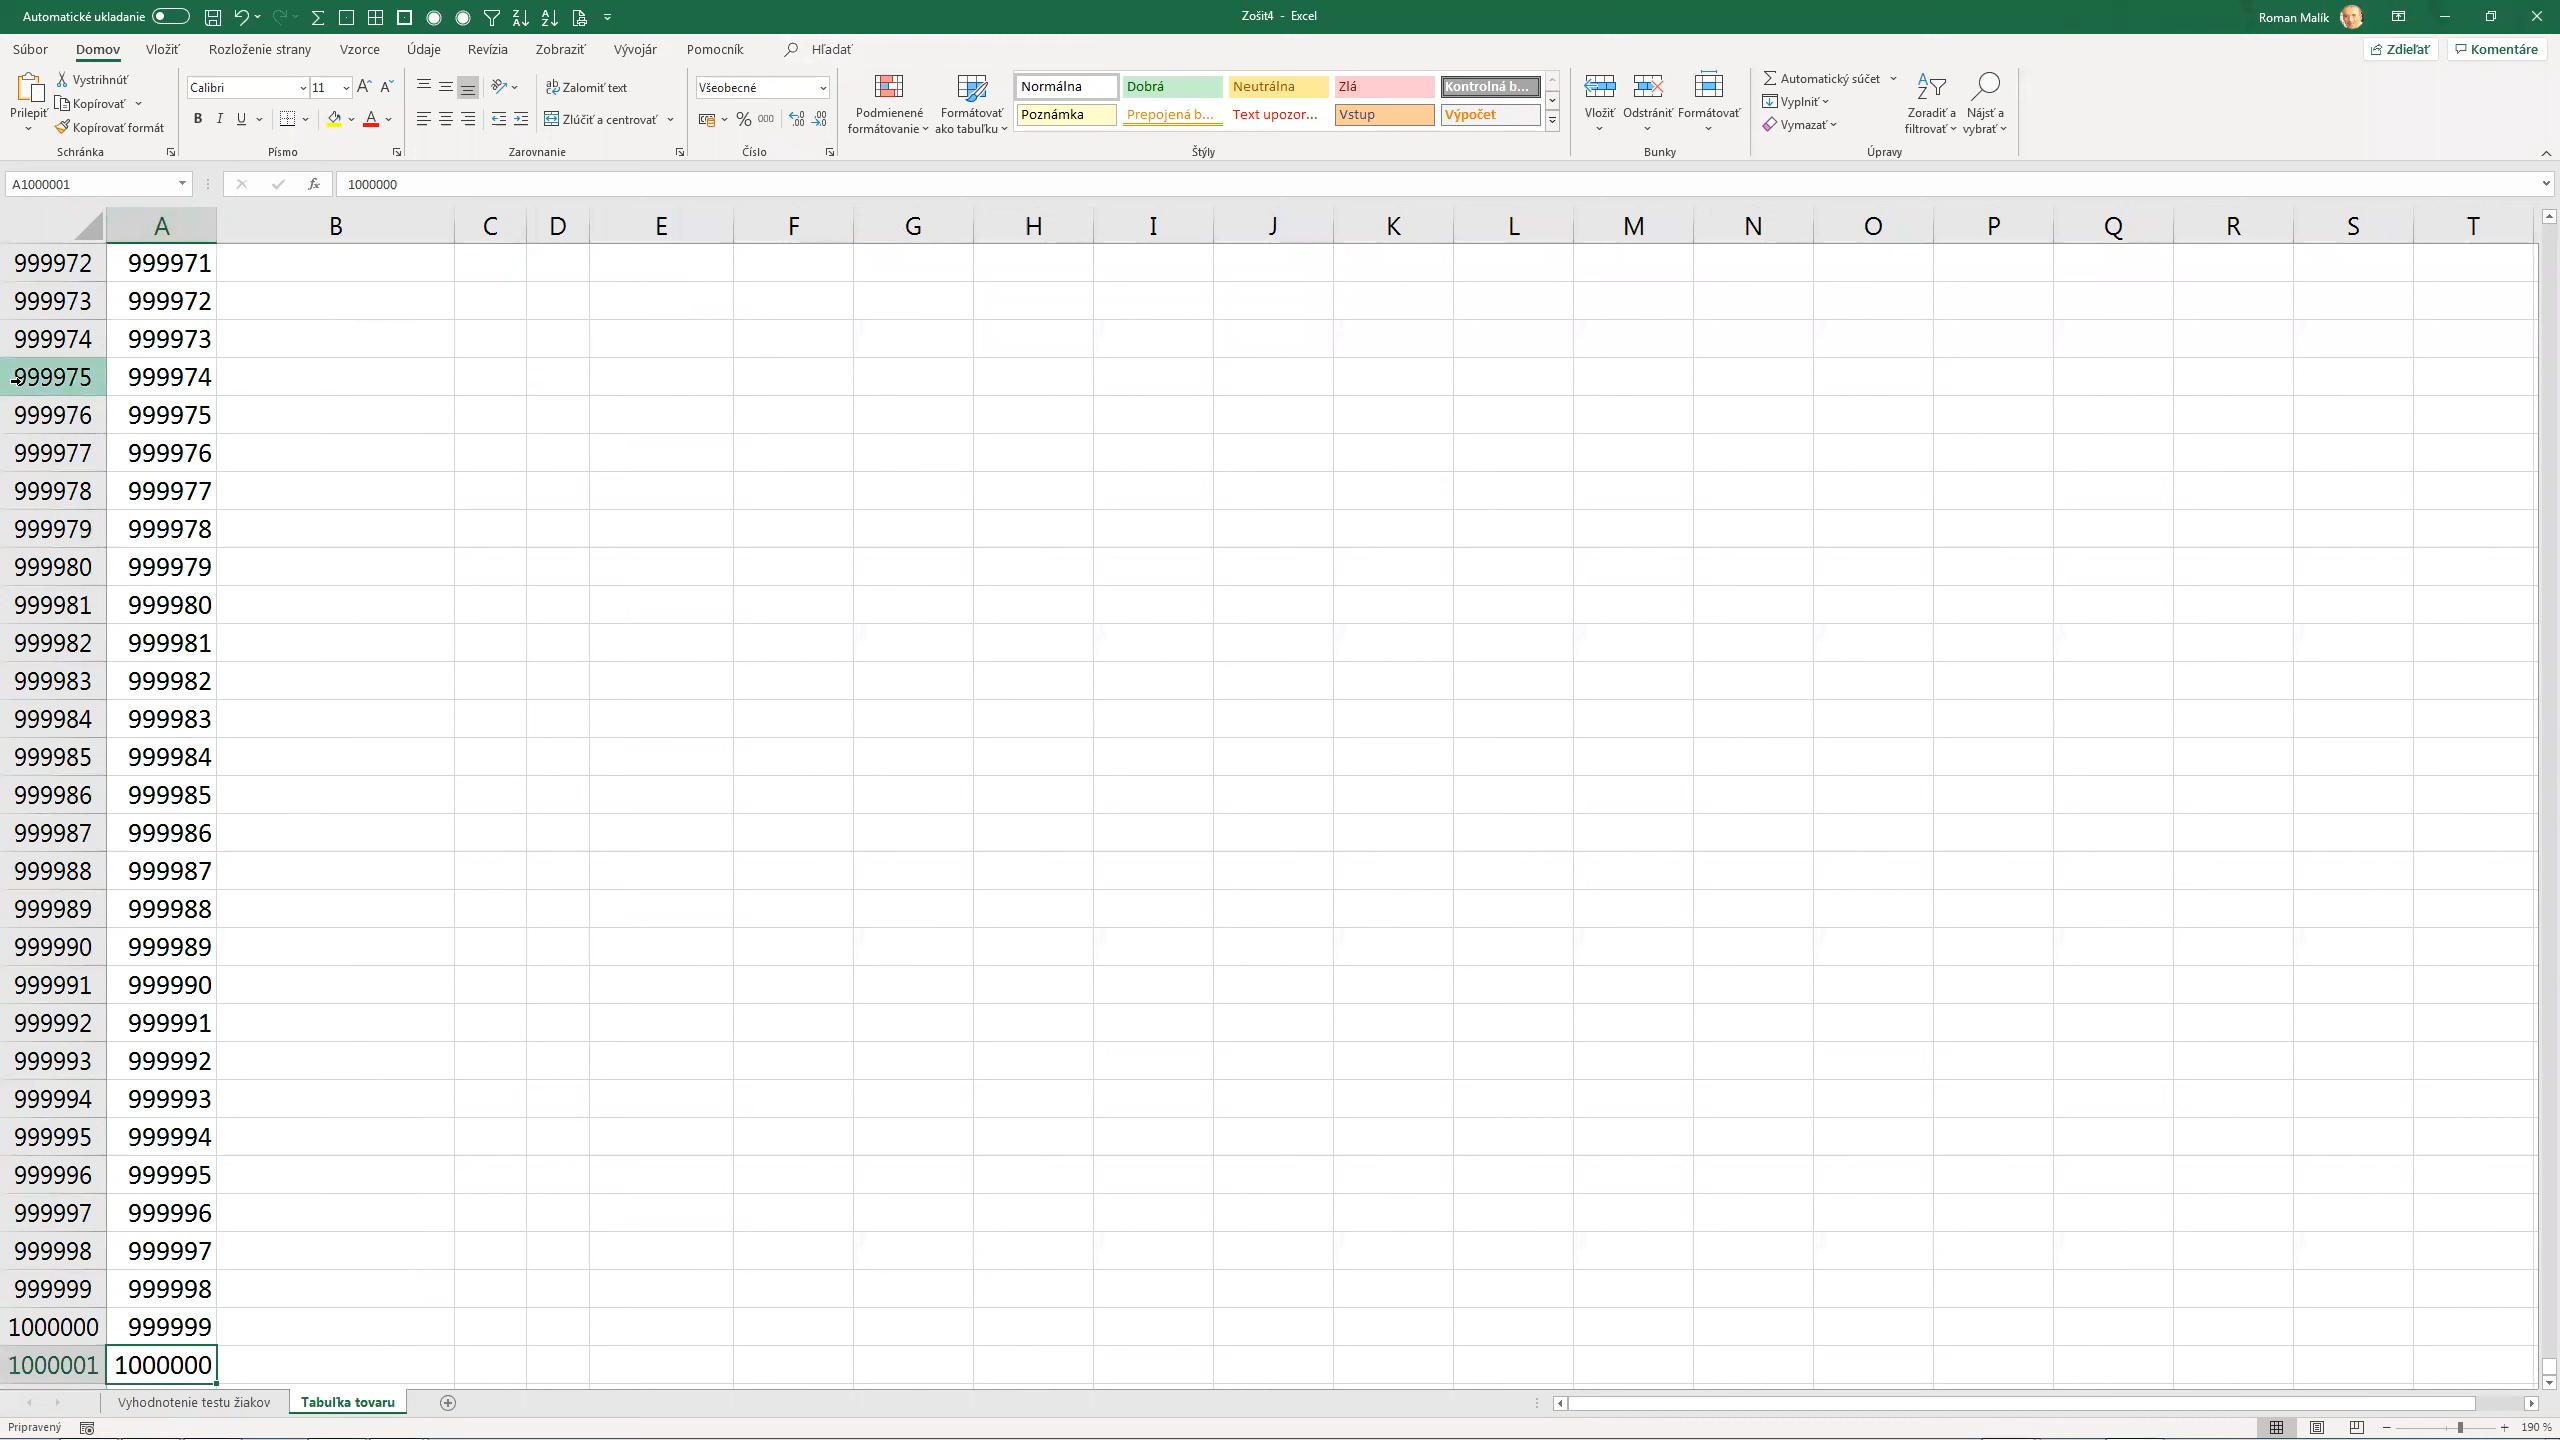 Automatické ukladanie
Zošit4 - Excel
Roman Malík
Súbor Domov Vložiť Rozloženie strany Vzorce Údaje Revízia Zobraziť Vývojár Pomocník Hľadať
Zdieľať Komentáre
Prilepiť
Vystrihnúť
Kopírovať
Kopírovať formát
Schránka
Calibri 11
B I U
Písmo
Zalomiť text
Zlúčiť a centrovať
Zarovnanie
Všeobecné
% 000
Číslo
Podmienené formátovanie
Formátovať ako tabuľku
Normálna Dobrá Neutrálna Zlá Kontrolná b...
Poznámka Prepojená b... Text upozor... Vstup Výpočet
Štýly
Vložiť Odstrániť Formátovať
Bunky
Automatický súčet
Vyplniť
Vymazať
Zoradiť a filtrovať
Nájsť a vybrať
Úpravy
A1000001 fx 1000000
A B C D E F G H I J K L M N O P Q R S T
999972 999971
999973 999972
999974 999973
999975 999974
999976 999975
999977 999976
999978 999977
999979 999978
999980 999979
999981 999980
999982 999981
999983 999982
999984 999983
999985 999984
999986 999985
999987 999986
999988 999987
999989 999988
999990 999989
999991 999990
999992 999991
999993 999992
999994 999993
999995 999994
999996 999995
999997 999996
999998 999997
999999 999998
1000000 999999
1000001 1000000
Vyhodnotenie testu žiakov Tabuľka tovaru
Pripravený
190 %